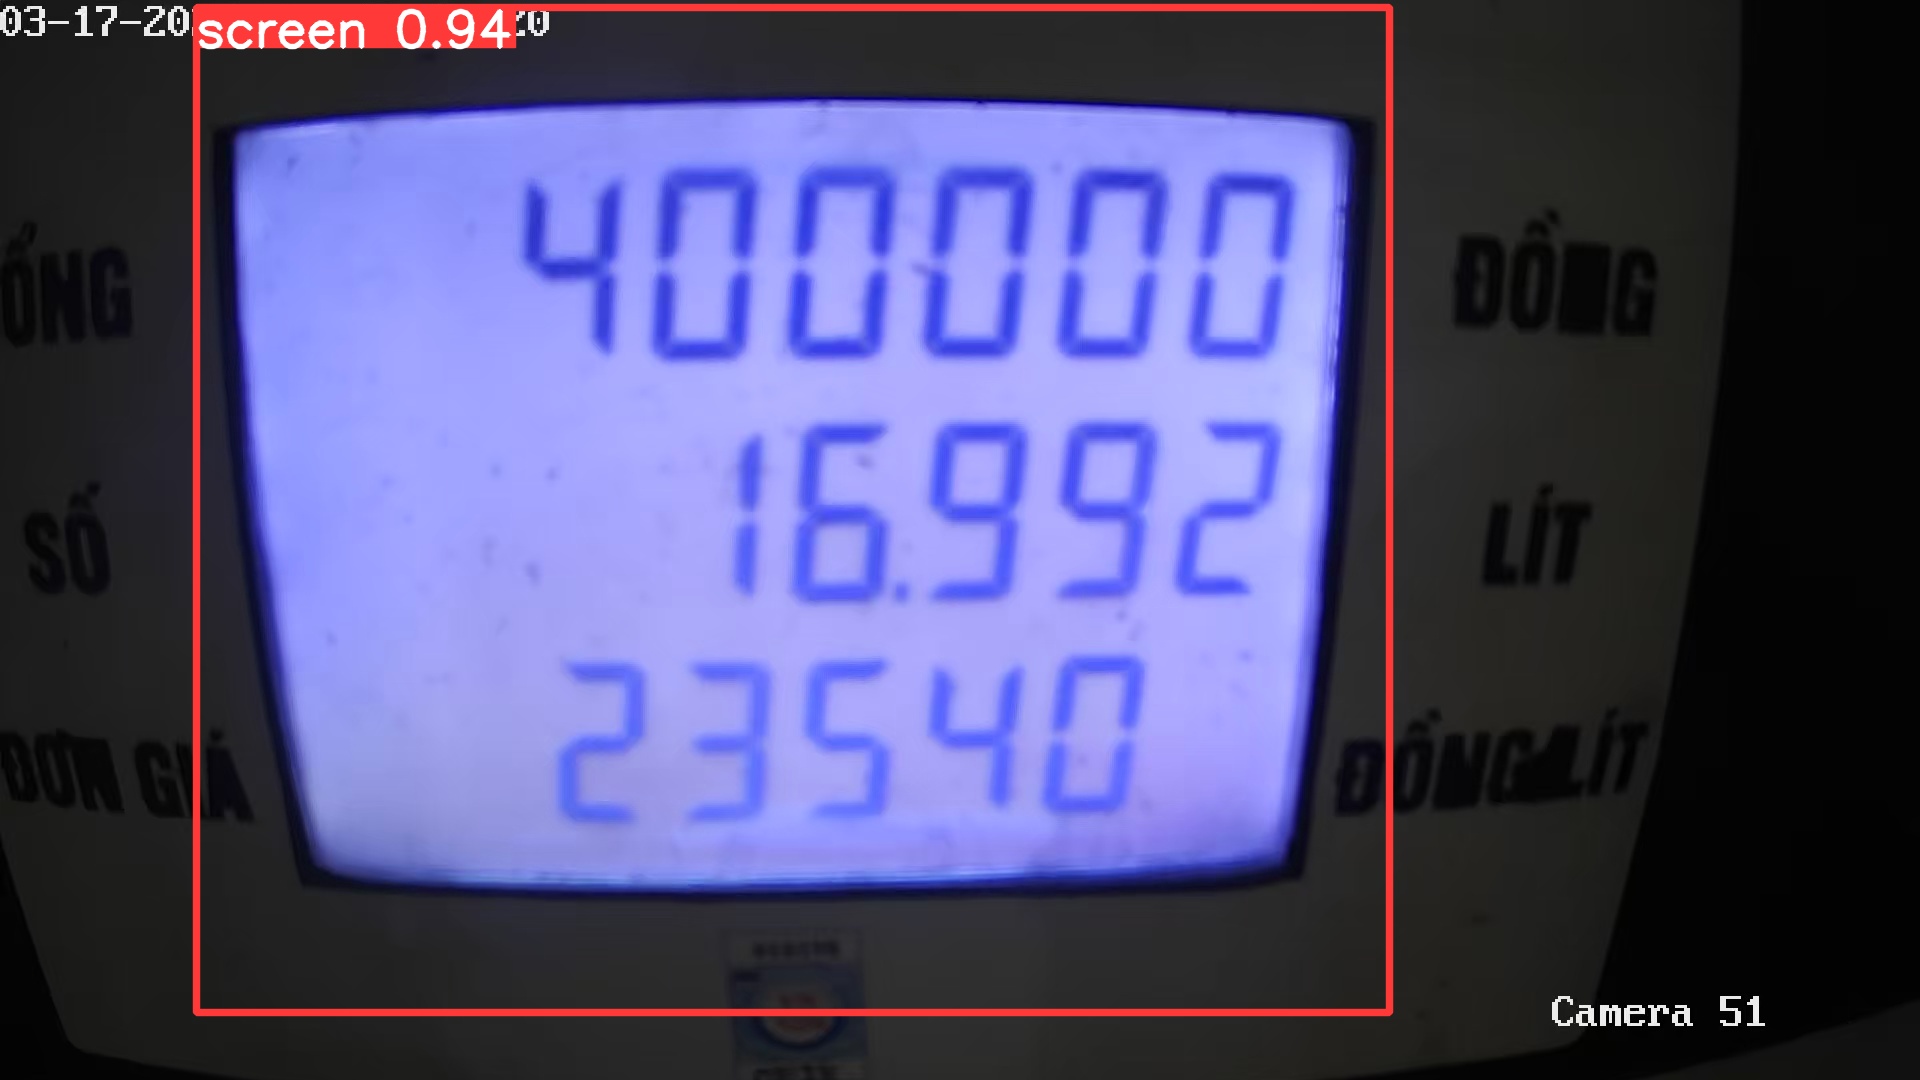 03-17-20
screen 0.94
20
400000
ĐỒNG
16.992
SỐ
LÍT
23540
ĐƠN GIÁ
ĐỒNG/LÍT
Camera 51